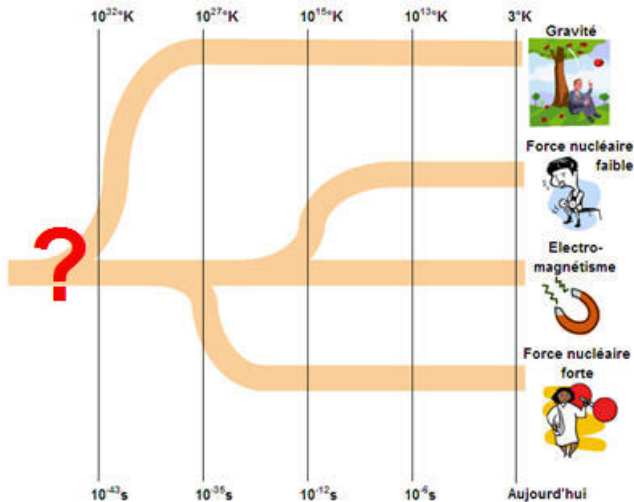 10³²°K 10²⁷°K 10¹⁵°K 10¹³°K 3°K
Gravité
Force nucléaire
faible
?
Electro-
magnétisme
Force nucléaire
forte
10⁻⁴³s 10⁻³⁵s 10⁻¹²s 10⁻⁶s Aujourd'hui